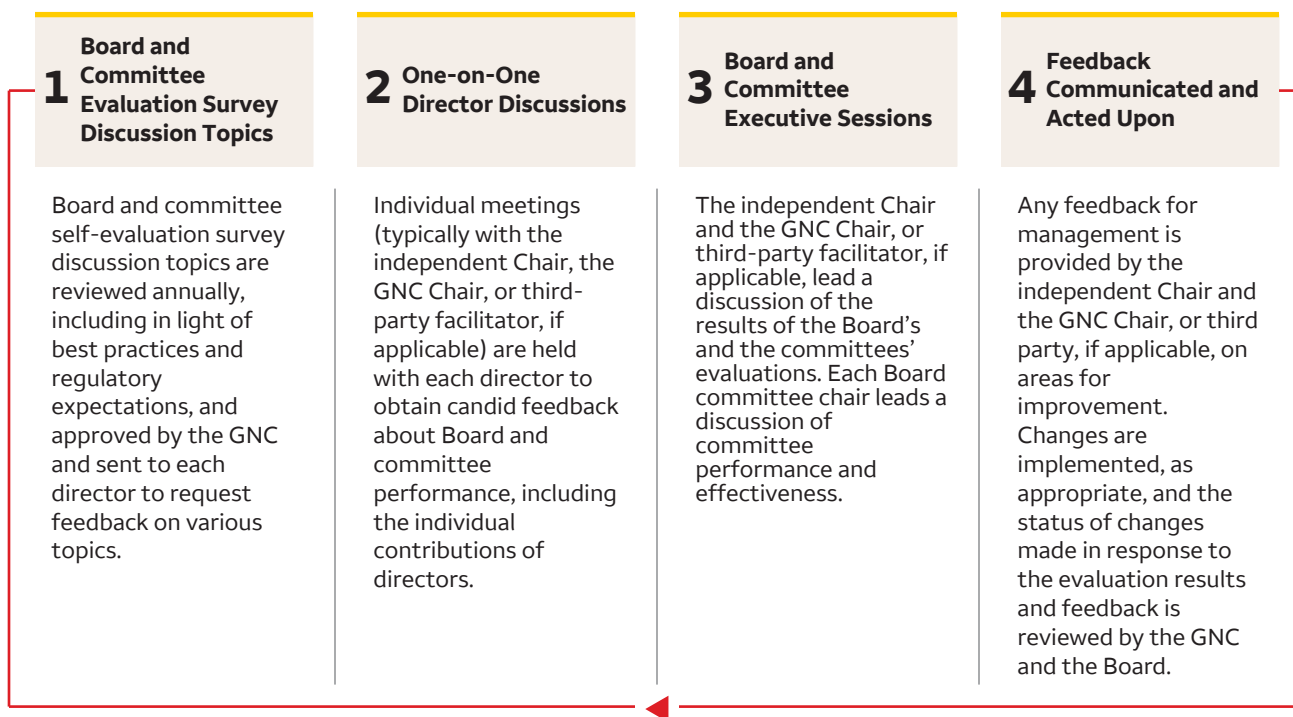 1
Board and
Committee
Evaluation Survey
Discussion Topics
Board and committee
self-evaluation survey
discussion topics are
reviewed annually,
including in light of
best practices and
regulatory
expectations, and
approved by the GNC
and sent to each
director to request
feedback on various
topics.
2
One-on-One
Director Discussions
Individual meetings
(typically with the
independent Chair, the
GNC Chair, or third-
party facilitator, if
applicable) are held
with each director to
obtain candid feedback
about Board and
committee
performance, including
the individual
contributions of
directors.
3
Board and
Committee
Executive Sessions
The independent Chair
and the GNC Chair, or
third-party facilitator, if
applicable, lead a
discussion of the
results of the Board’s
and the committees’
evaluations. Each Board
committee chair leads a
discussion of
committee
performance and
effectiveness.
4
Feedback
Communicated and
Acted Upon
Any feedback for
management is
provided by the
independent Chair and
the GNC Chair, or third
party, if applicable, on
areas for
improvement.
Changes are
implemented, as
appropriate, and the
status of changes
made in response to
the evaluation results
and feedback is
reviewed by the GNC
and the Board.